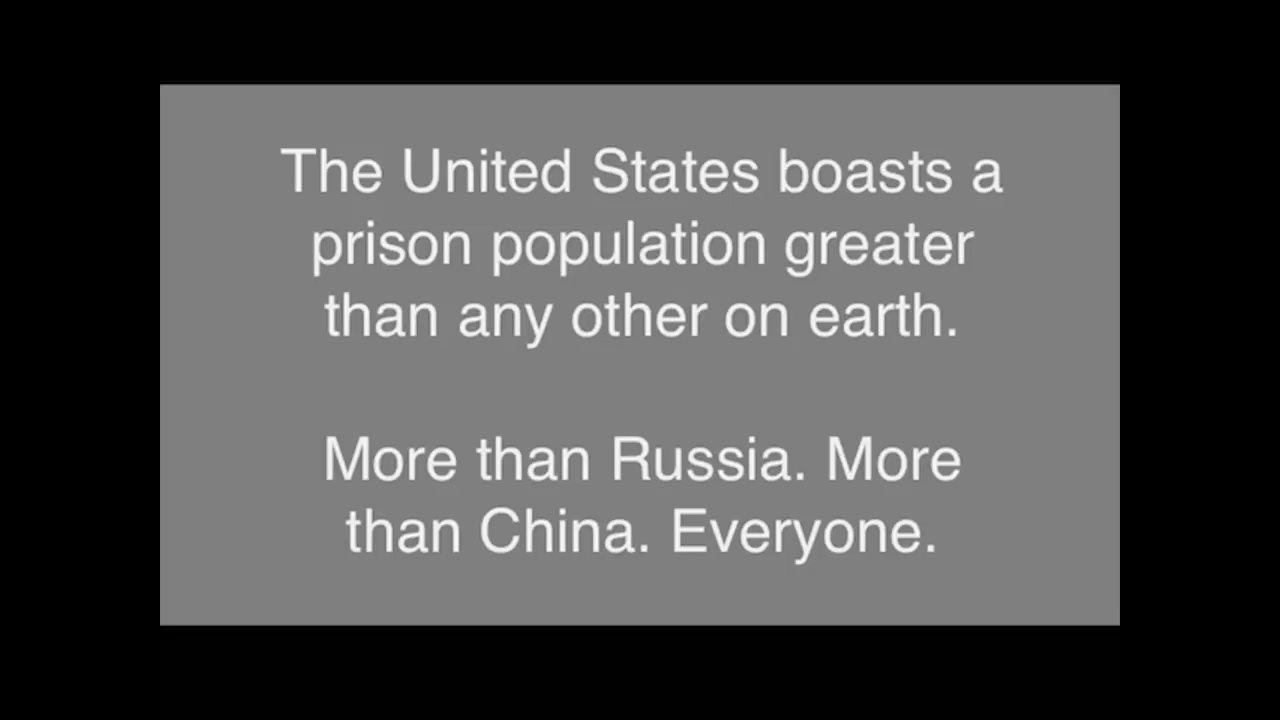 The United States boasts a
prison population greater
than any other on earth.
More than Russia. More
than China. Everyone.